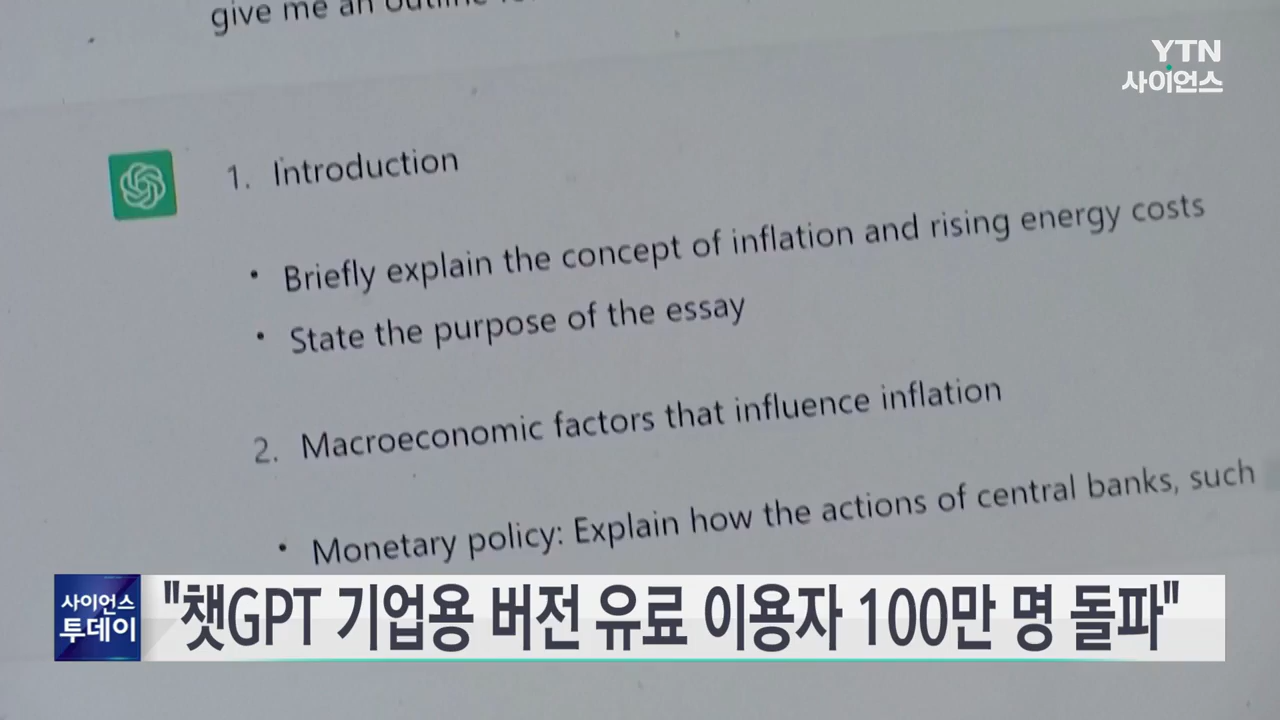 give me an outline
YTN
사이언스
1. Introduction
• Briefly explain the concept of inflation and rising energy costs
• State the purpose of the essay
2. Macroeconomic factors that influence inflation
• Monetary policy: Explain how the actions of central banks, such
사이언스
투데이
"챗GPT 기업용 버전 유료 이용자 100만 명 돌파"